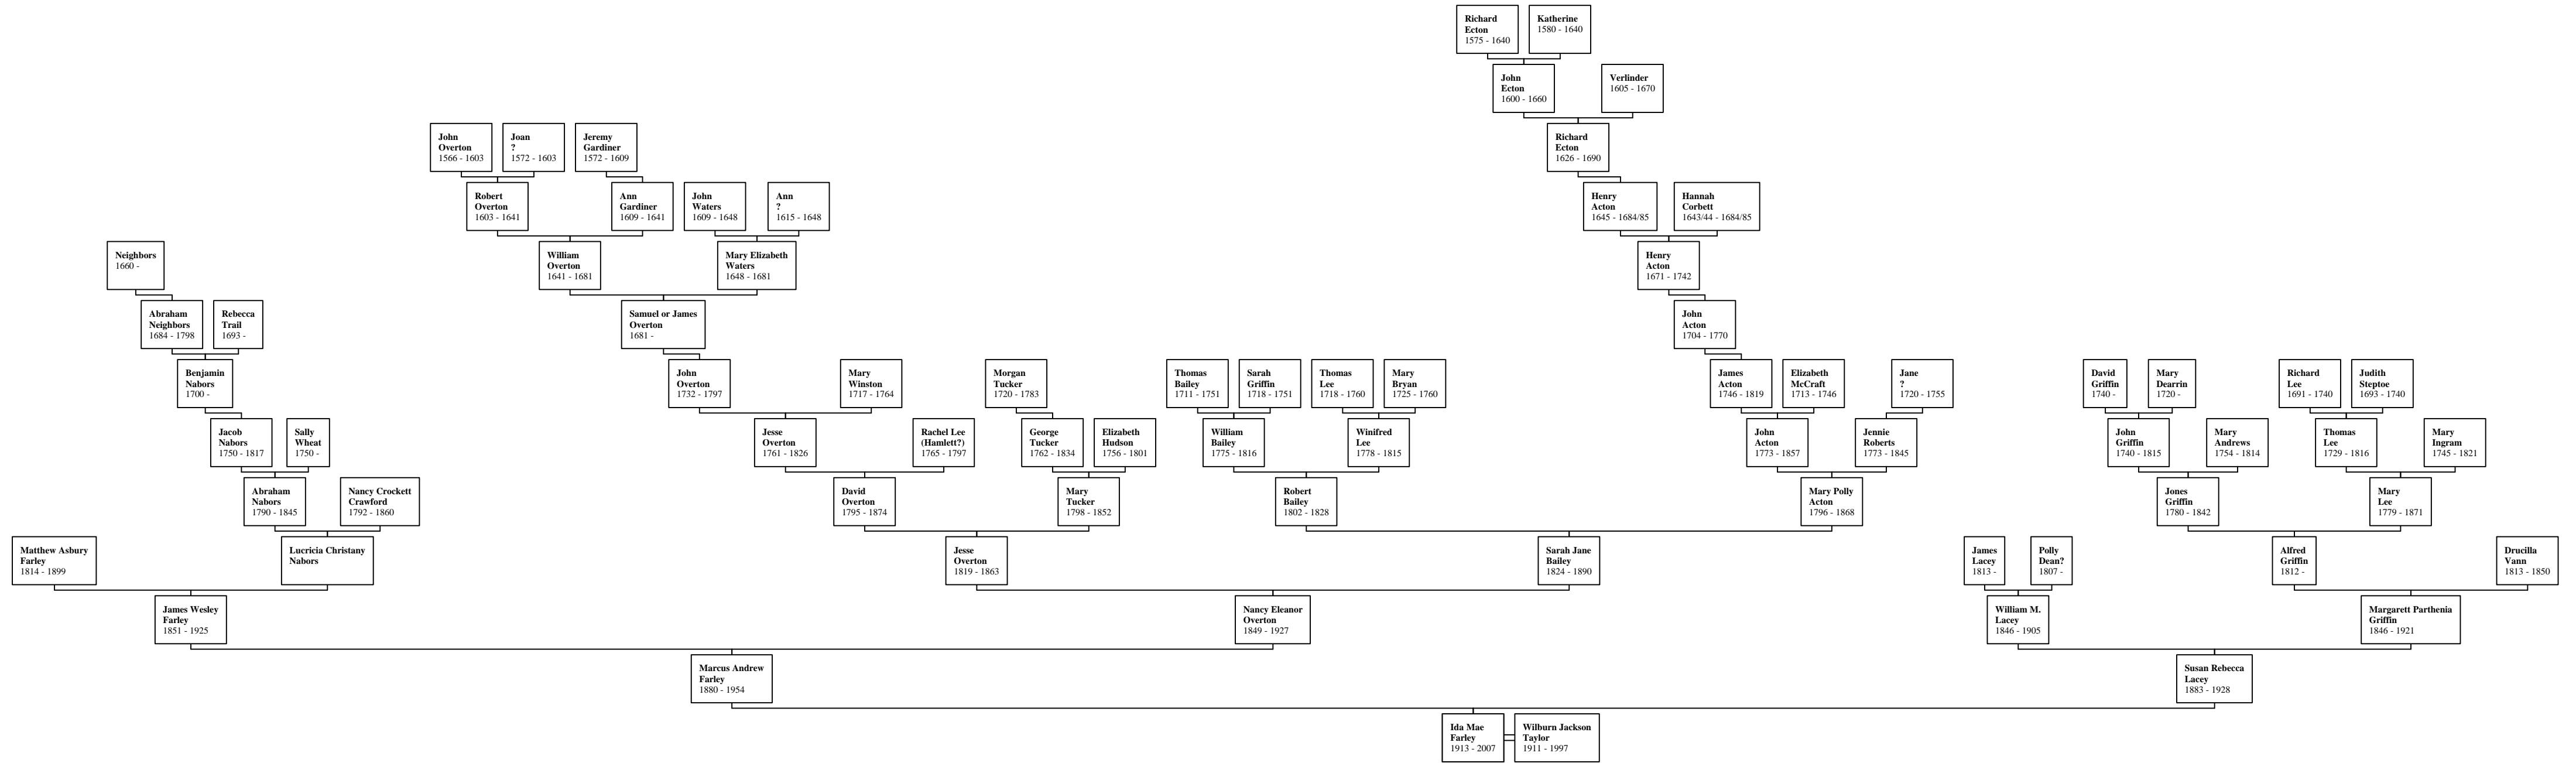 Richard
Ecton
1575 - 1640
Katherine
1580 - 1640
John
Ecton
1600 - 1660
Verlinder
1605 - 1670
John
Overton
1566 - 1603
Joan
?
1572 - 1603
Jeremy
Gardiner
1572 - 1609
Richard
Ecton
1626 - 1690
Robert
Overton
1603 - 1641
Ann
Gardiner
1609 - 1641
John
Waters
1609 - 1648
Ann
?
1615 - 1648
Henry
Acton
1645 - 1684/85
Hannah
Corbett
1643/44 - 1684/85
Neighbors
1660 -
William
Overton
1641 - 1681
Mary Elizabeth
Waters
1648 - 1681
Henry
Acton
1671 - 1742
Abraham
Neighbors
1684 - 1798
Rebecca
Trail
1693 -
Samuel or James
Overton
1681 -
John
Acton
1704 - 1770
Benjamin
Nabors
1700 -
John
Overton
1732 - 1797
Mary
Winston
1717 - 1764
Morgan
Tucker
1720 - 1783
Thomas
Bailey
1711 - 1751
Sarah
Griffin
1718 - 1751
Thomas
Lee
1718 - 1760
Mary
Bryan
1725 - 1760
James
Acton
1746 - 1819
Elizabeth
McCraft
1713 - 1746
Jane
?
1720 - 1755
David
Griffin
1740 -
Mary
Dearrin
1720 -
Richard
Lee
1691 - 1740
Judith
Steptoe
1693 - 1740
Jacob
Nabors
1750 - 1817
Sally
Wheat
1750 -
Jesse
Overton
1761 - 1826
Rachel Lee
(Hamlett?)
1765 - 1797
George
Tucker
1762 - 1834
Elizabeth
Hudson
1756 - 1801
William
Bailey
1775 - 1816
Winifred
Lee
1778 - 1815
John
Acton
1773 - 1857
Jennie
Roberts
1773 - 1845
John
Griffin
1740 - 1815
Mary
Andrews
1754 - 1814
Thomas
Lee
1729 - 1816
Mary
Ingram
1745 - 1821
Abraham
Nabors
1790 - 1845
Nancy Crockett
Crawford
1792 - 1860
David
Overton
1795 - 1874
Mary
Tucker
1798 - 1852
Robert
Bailey
1802 - 1828
Mary Polly
Acton
1796 - 1868
Jones
Griffin
1780 - 1842
Mary
Lee
1779 - 1871
Matthew Asbury
Farley
1814 - 1899
Lucricia Christany
Nabors
Jesse
Overton
1819 - 1863
Sarah Jane
Bailey
1824 - 1890
James
Lacey
1813 -
Polly
Dean?
1807 -
Alfred
Griffin
1812 -
Drucilla
Vann
1813 - 1850
James Wesley
Farley
1851 - 1925
Nancy Eleanor
Overton
1849 - 1927
William M.
Lacey
1846 - 1905
Margarett Parthenia
Griffin
1846 - 1921
Marcus Andrew
Farley
1880 - 1954
Susan Rebecca
Lacey
1883 - 1928
Ida Mae
Farley
1913 - 2007
Wilburn Jackson
Taylor
1911 - 1997